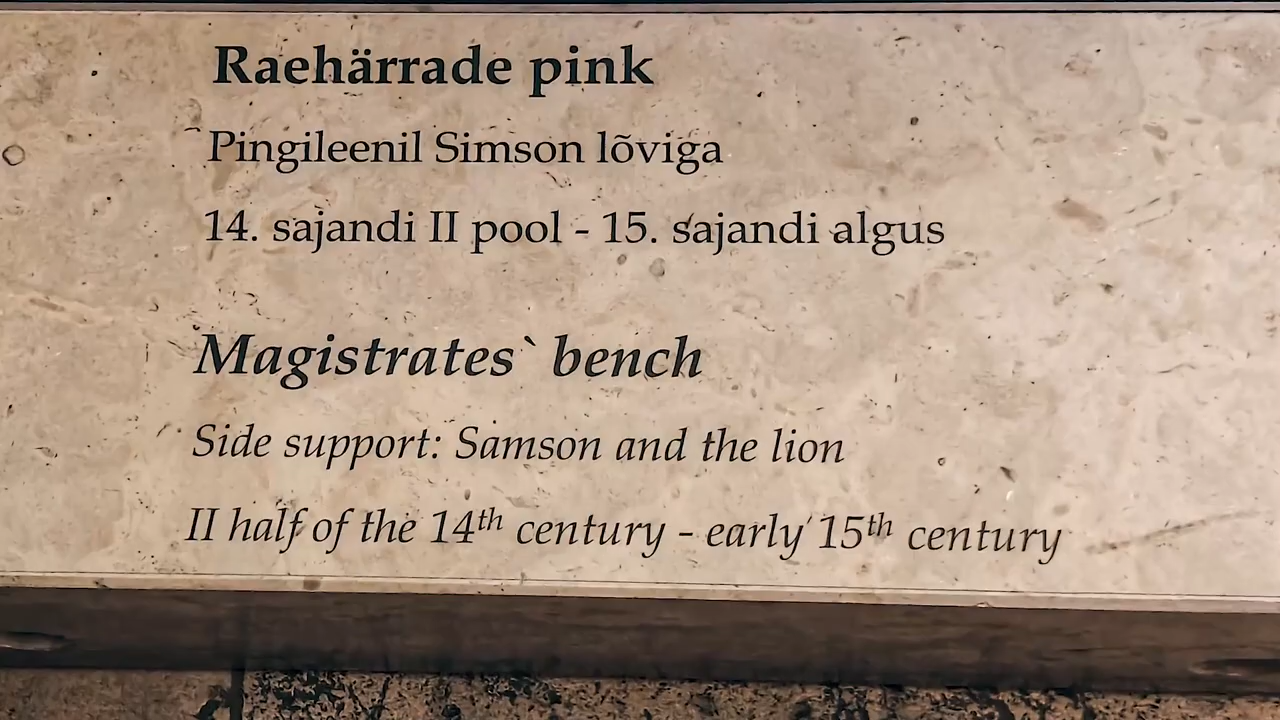 Raehärrade pink
Pingileenil Simson lõviga
14. sajandi II pool - 15. sajandi algus
Magistrates` bench
Side support: Samson and the lion
II half of the 14th century - early 15th century